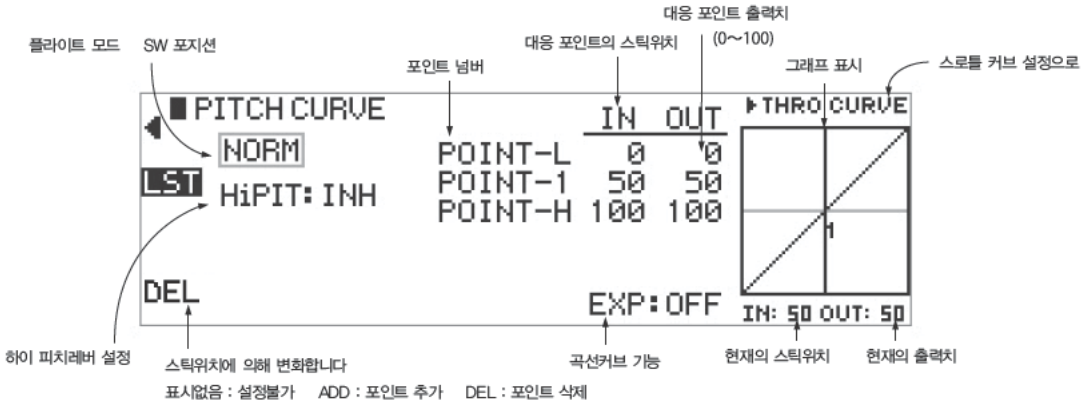 대응 포인트 출력치
(0~100)
플라이트 모드 SW 포지션
대응 포인트의 스틱위치
포인트 넘버
그래프 표시
스로틀 커브 설정으로
PITCH CURVE
IN OUT
THRO CURVE
NORM
POINT-L 0 0
LST
HiPIT: INH
POINT-1 50 50
POINT-H 100 100
1
DEL
EXP:OFF
IN: 50 OUT: 50
하이 피치레버 설정
스틱위치에 의해 변화합니다
곡선커브 기능
현재의 스틱위치
현재의 출력치
표시없음 : 설정불가 ADD : 포인트 추가 DEL : 포인트 삭제